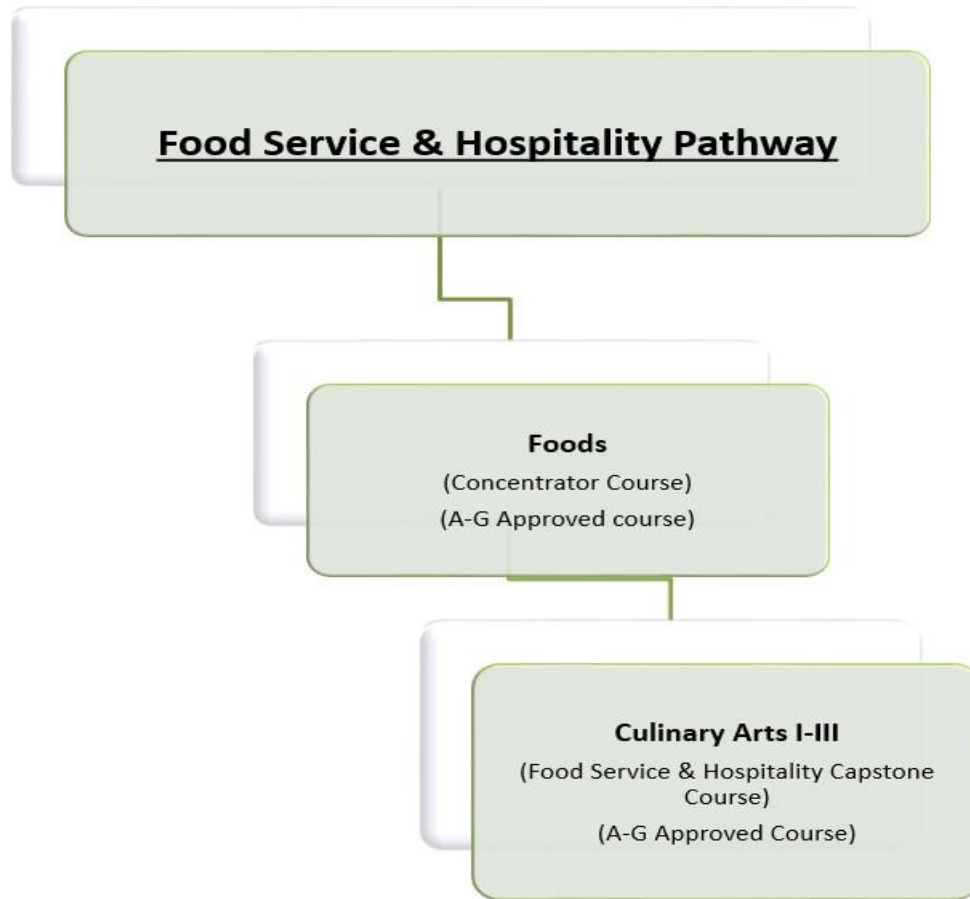 Food Service & Hospitality Pathway
Foods
(Concentrator Course)
(A-G Approved course)
Culinary Arts I-III
(Food Service & Hospitality Capstone
Course)
(A-G Approved Course)